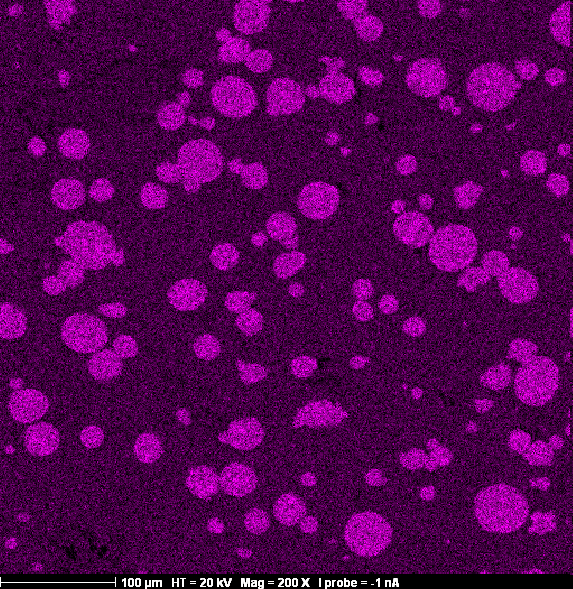 100 µm HT = 20 kV Mag = 200 X I probe = -1 nA